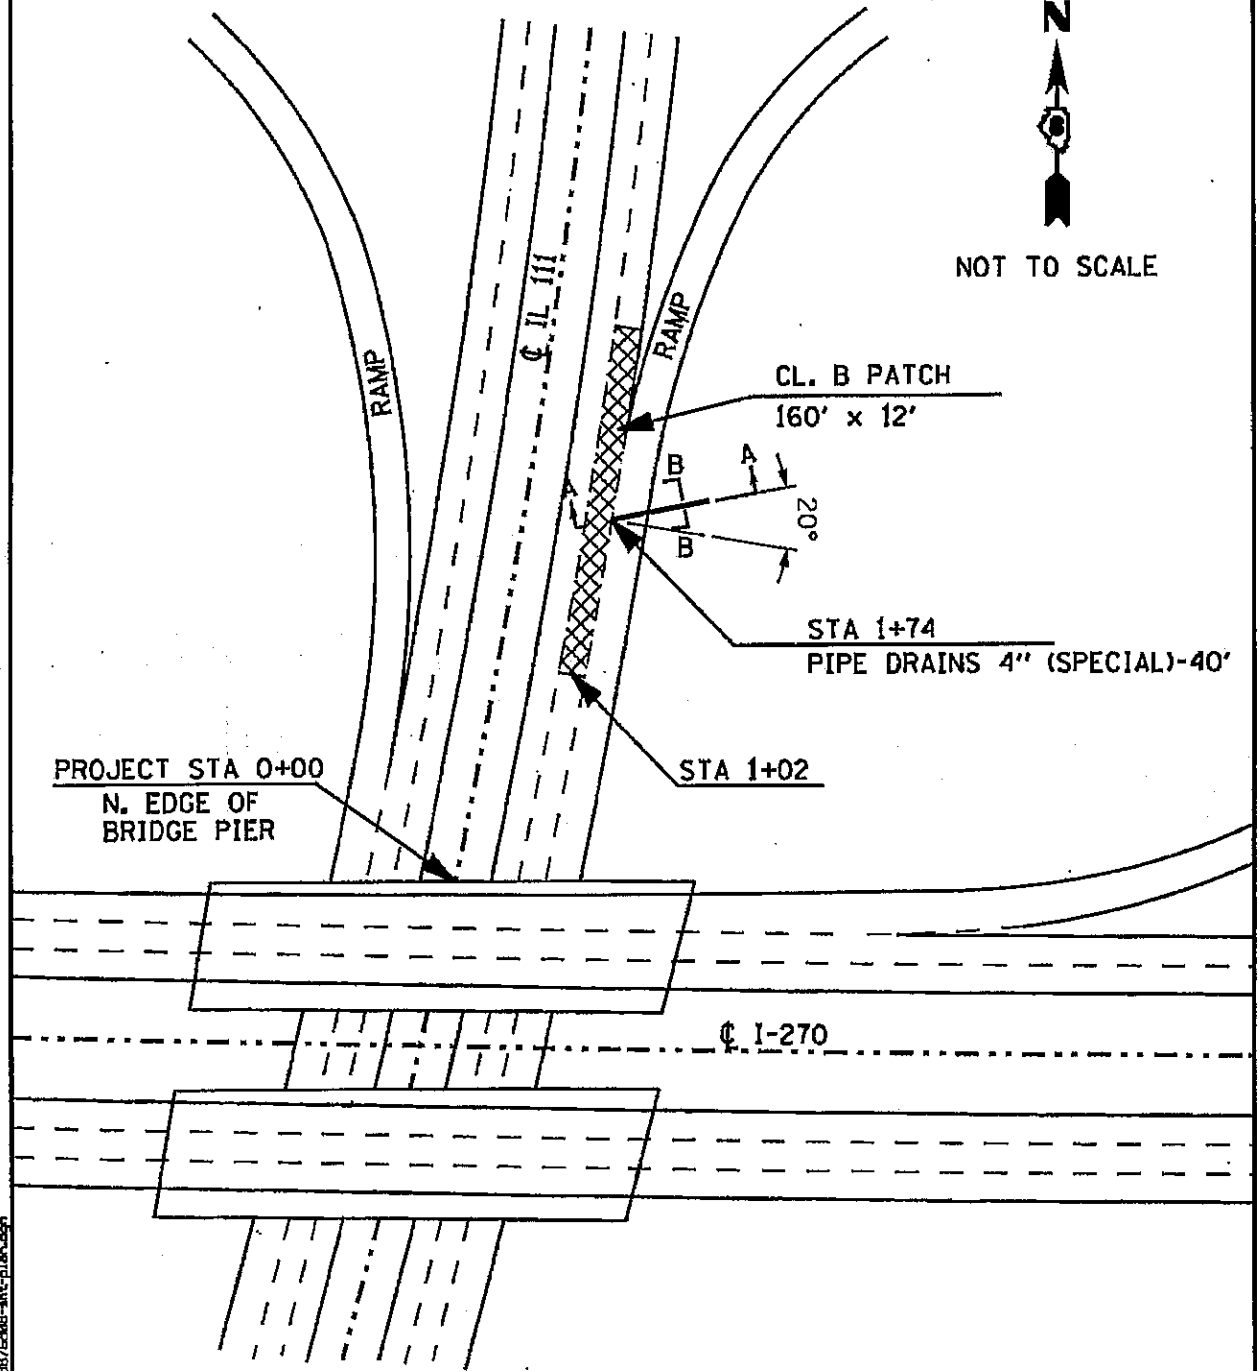 N
NOT TO SCALE
℄ IL 111
RAMP
RAMP
CL. B PATCH
160' x 12'
A
A
B
B
20°
STA 1+74
PIPE DRAINS 4" (SPECIAL)-40'
STA 1+02
PROJECT STA 0+00
N. EDGE OF
BRIDGE PIER
℄ I-270